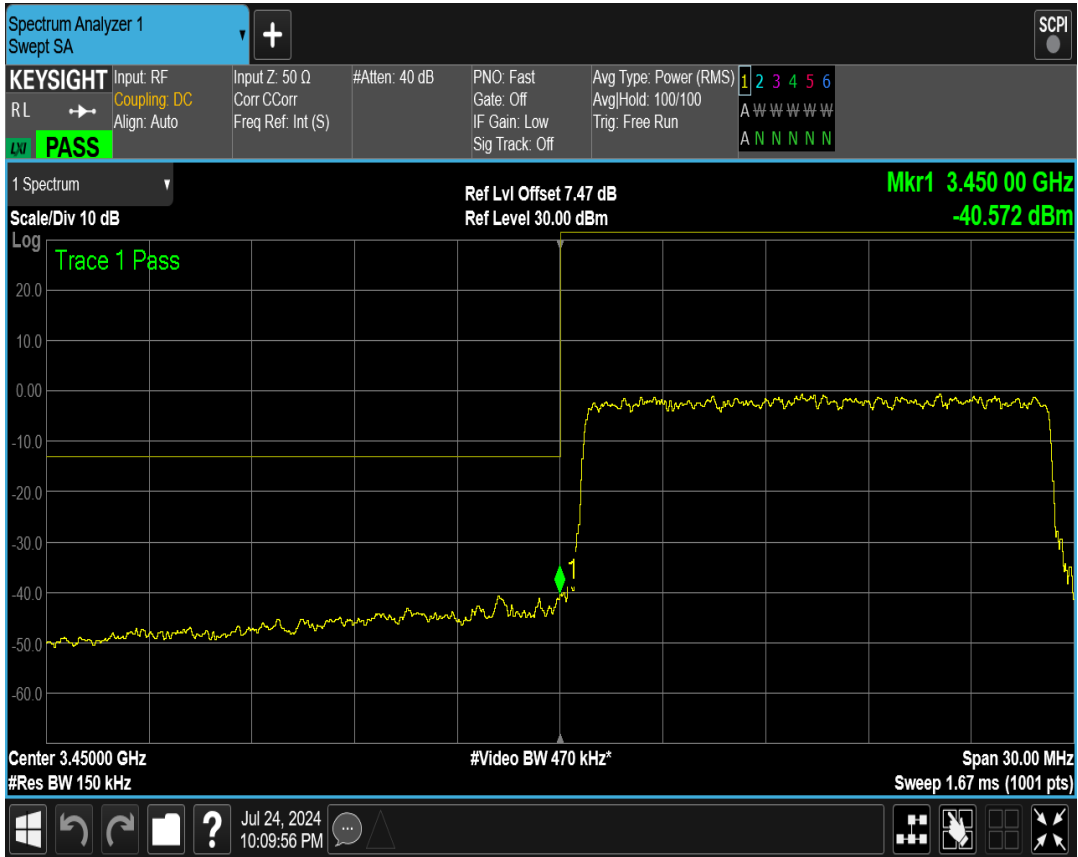 Spectrum Analyzer 1
Swept SA
+
SCPI
KEYSIGHT
RL
LXI PASS
Input: RF
Coupling: DC
Align: Auto
Input Z: 50 Ω
Corr CCorr
Freq Ref: Int (S)
#Atten: 40 dB
PNO: Fast
Gate: Off
IF Gain: Low
Sig Track: Off
Avg Type: Power (RMS)
Avg|Hold: 100/100
Trig: Free Run
1 2 3 4 5 6
A W W W W W
A N N N N N
1 Spectrum
Scale/Div 10 dB
Ref Lvl Offset 7.47 dB
Ref Level 30.00 dBm
Mkr1 3.450 00 GHz
-40.572 dBm
Log
Trace 1 Pass
20.0
10.0
0.00
-10.0
-20.0
-30.0
1
-40.0
-50.0
-60.0
Center 3.45000 GHz
#Res BW 150 kHz
#Video BW 470 kHz*
Span 30.00 MHz
Sweep 1.67 ms (1001 pts)
?
Jul 24, 2024
10:09:56 PM